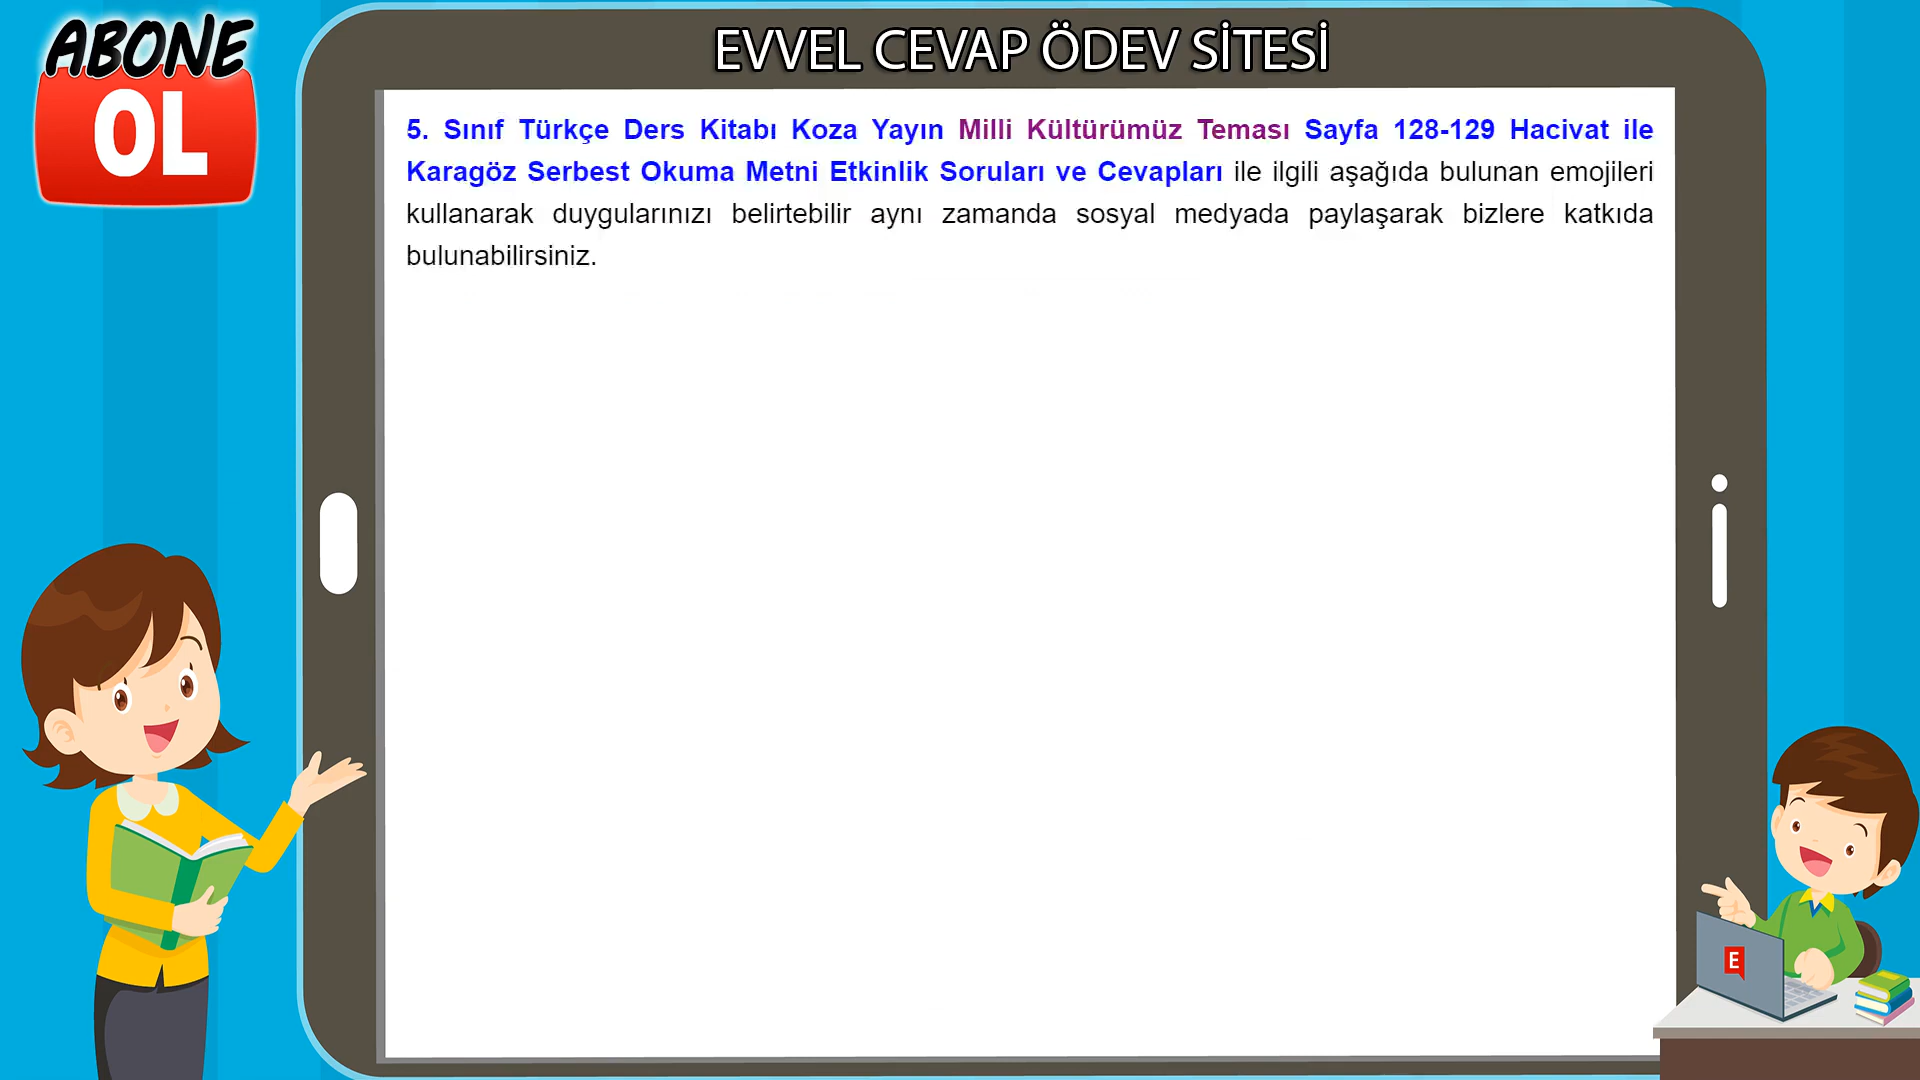 ABONE
OL
EVVEL CEVAP ÖDEV SİTESİ
5. Sınıf Türkçe Ders Kitabı Koza Yayın Milli Kültürümüz Teması Sayfa 128-129 Hacivat ile
Karagöz Serbest Okuma Metni Etkinlik Soruları ve Cevapları ile ilgili aşağıda bulunan emojileri
kullanarak duygularınızı belirtebilir aynı zamanda sosyal medyada paylaşarak bizlere katkıda
bulunabilirsiniz.
E